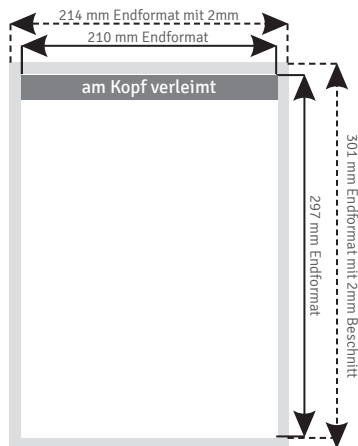 214 mm Endformat mit 2mm
210 mm Endformat
am Kopf verleimt
297 mm Endformat
301 mm Endformat mit 2mm Beschnitt